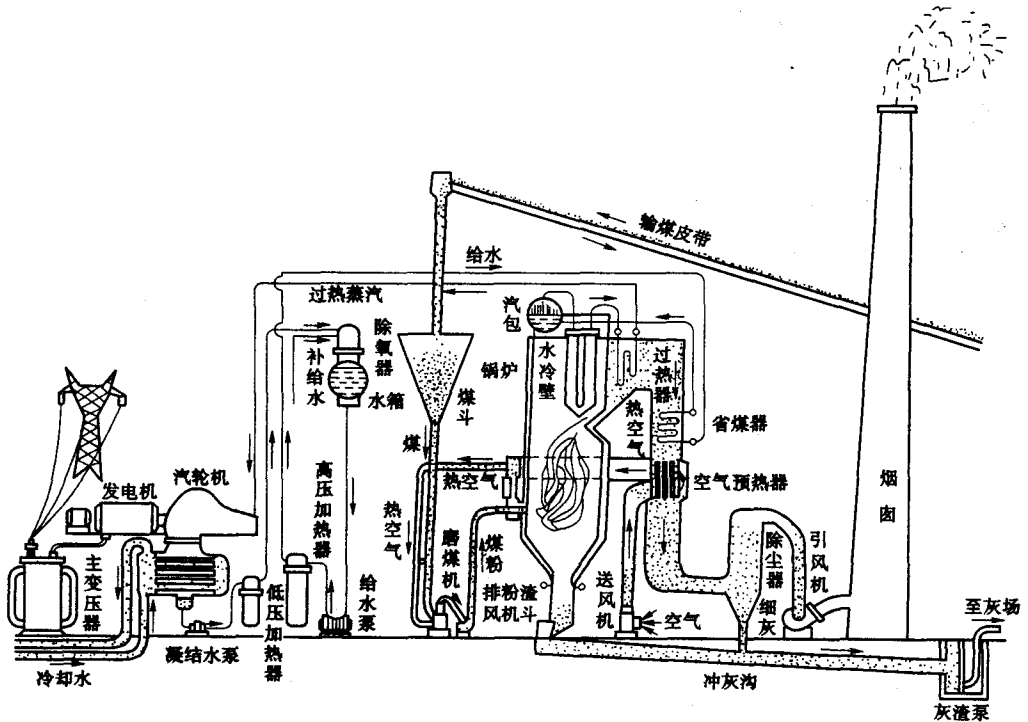 输煤皮带
给水
过热蒸汽
汽包
除氧器
补给水
水箱
锅炉
水冷壁
过热器
煤斗
热空气
省煤器
煤
热空气
空气预热器
汽轮机
发电机
高压加热器
热空气
磨煤机
煤粉
烟囱
除尘器
引风机
主变压器
低压加热器
给水泵
排粉风机
渣斗
送风机
空气
细灰
至灰场
冷却水
凝结水泵
冲灰沟
灰渣泵